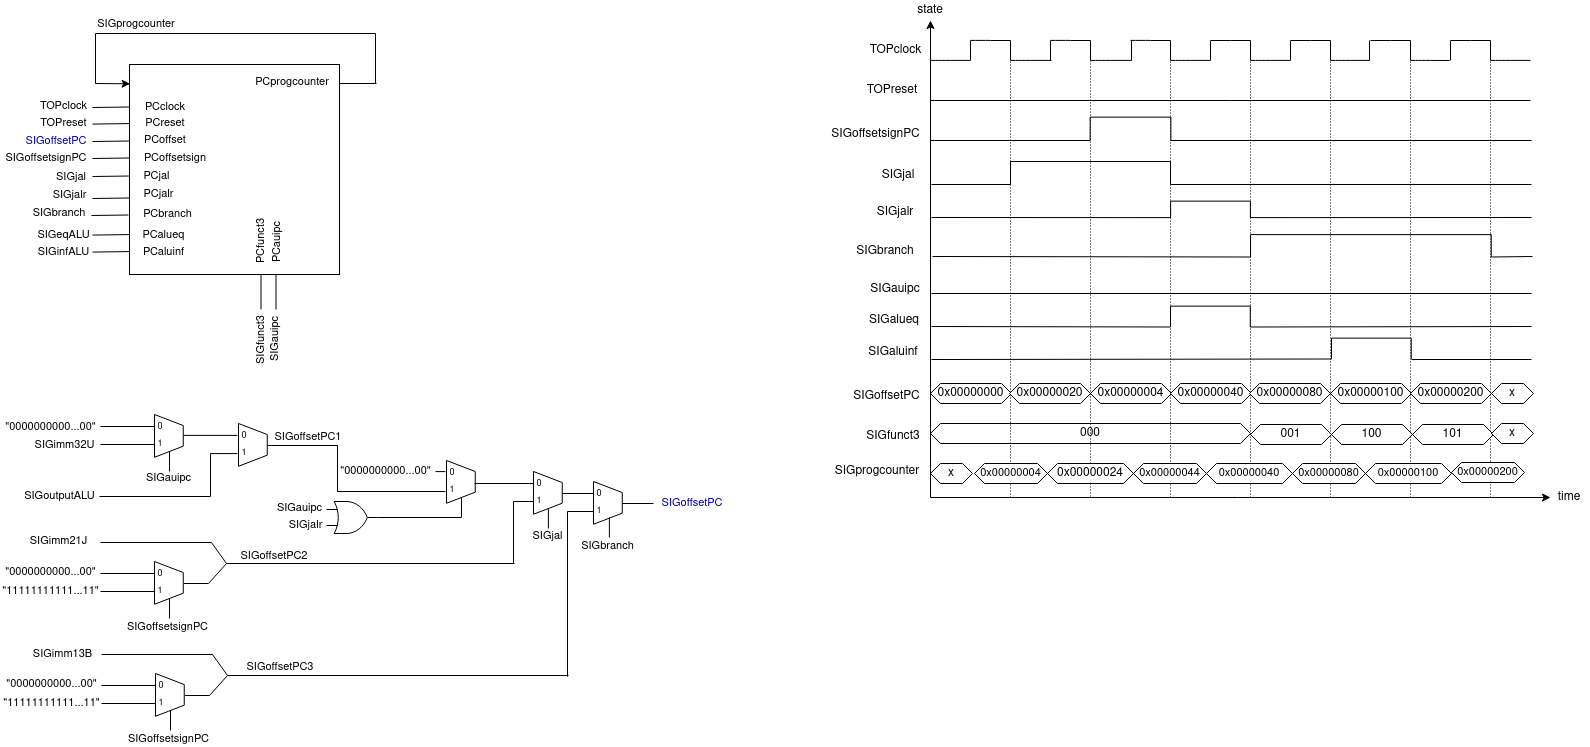 SIGprogcounter
PCprogcounter
TOPclock PCclock
TOPreset PCreset
SIGoffsetPC PCoffset
SIGoffsetsignPC PCoffsetsign
SIGjal PCjal
SIGjalr PCjalr
SIGbranch PCbranch
SIGeqALU PCalueq
SIGinfALU PCaluinf
PCfunct3
PCauipc
SIGfunct3
SIGauipc
"0000000000...00" 0
SIGimm32U 1
SIGauipc
0
1
SIGoffsetPC1
SIGoutputALU
"0000000000...00" 0
1
SIGauipc
SIGjalr
0
1
SIGjal
0
1
SIGbranch
SIGoffsetPC
SIGimm21J
SIGoffsetPC2
"0000000000...00" 0
"11111111111...11" 1
SIGoffsetsignPC
SIGimm13B
SIGoffsetPC3
"0000000000...00" 0
"11111111111...11" 1
SIGoffsetsignPC
state
TOPclock
TOPreset
SIGoffsetsignPC
SIGjal
SIGjalr
SIGbranch
SIGauipc
SIGalueq
SIGaluinf
SIGoffsetPC 0x00000000 0x00000020 0x00000004 0x00000040 0x00000080 0x00000100 0x00000200 x
SIGfunct3 000 001 100 101 x
SIGprogcounter x 0x00000004 0x00000024 0x00000044 0x00000040 0x00000080 0x00000100 0x00000200
time